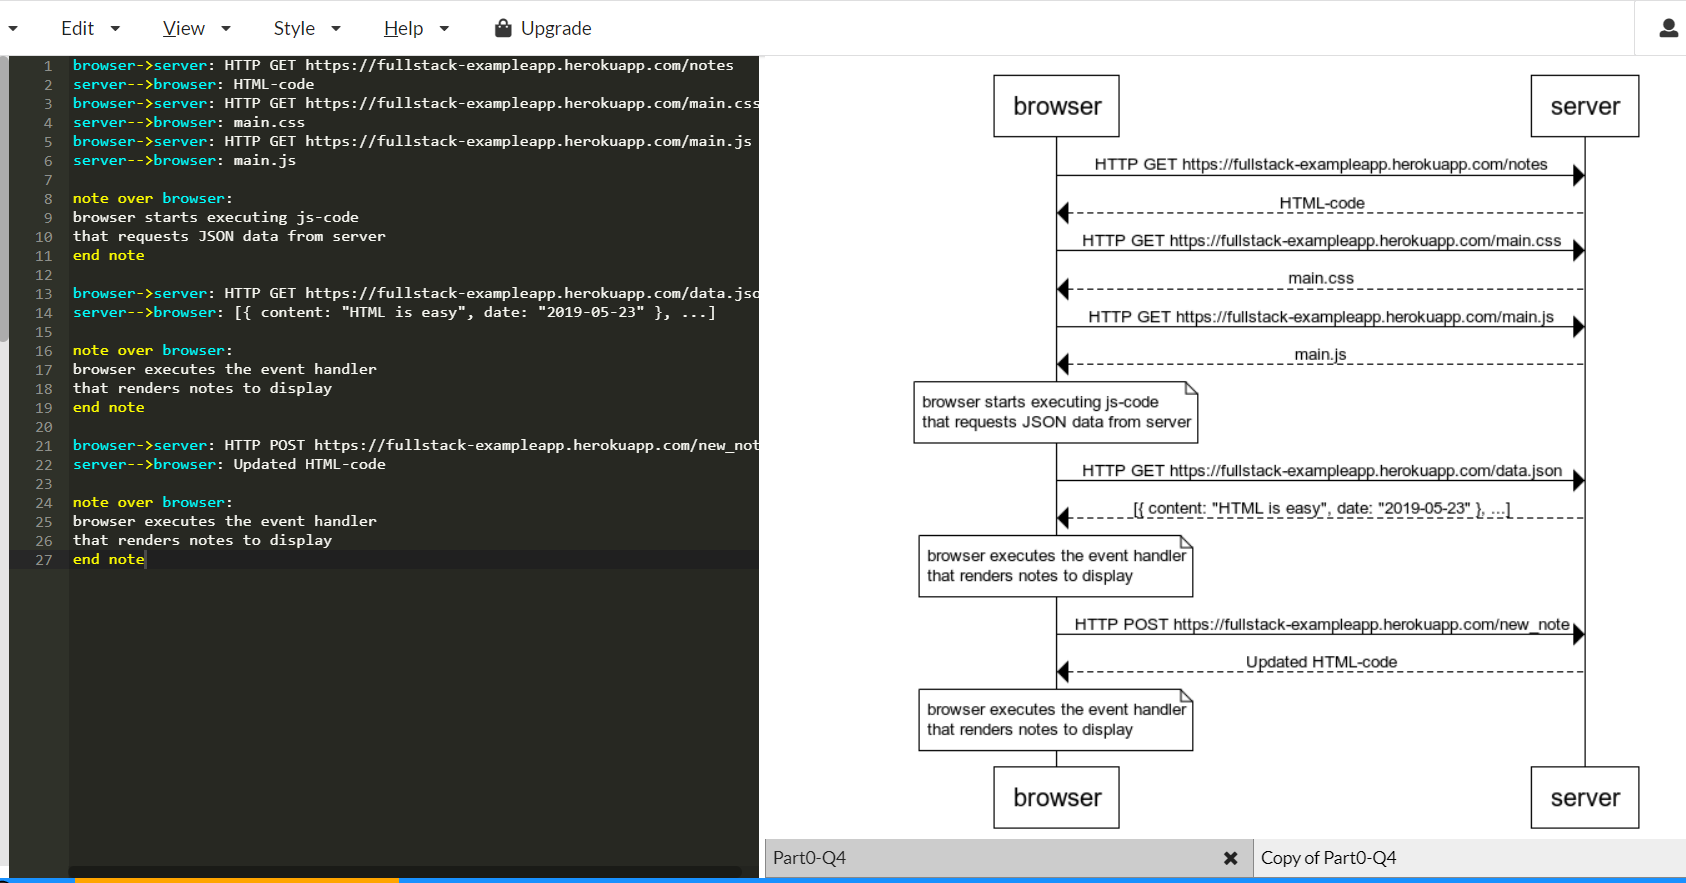 Edit
View
Style
Help
Upgrade
1 browser->server: HTTP GET https://fullstack-exampleapp.herokuapp.com/notes
2 server-->browser: HTML-code
3 browser->server: HTTP GET https://fullstack-exampleapp.herokuapp.com/main.css
4 server-->browser: main.css
5 browser->server: HTTP GET https://fullstack-exampleapp.herokuapp.com/main.js
6 server-->browser: main.js
7
8 note over browser:
9 browser starts executing js-code
10 that requests JSON data from server
11 end note
12
13 browser->server: HTTP GET https://fullstack-exampleapp.herokuapp.com/data.jso
14 server-->browser: [{ content: "HTML is easy", date: "2019-05-23" }, ...]
15
16 note over browser:
17 browser executes the event handler
18 that renders notes to display
19 end note
20
21 browser->server: HTTP POST https://fullstack-exampleapp.herokuapp.com/new_not
22 server-->browser: Updated HTML-code
23
24 note over browser:
25 browser executes the event handler
26 that renders notes to display
27 end note
browser
server
HTTP GET https://fullstack-exampleapp.herokuapp.com/notes
HTML-code
HTTP GET https://fullstack-exampleapp.herokuapp.com/main.css
main.css
HTTP GET https://fullstack-exampleapp.herokuapp.com/main.js
main.js
browser starts executing js-code
that requests JSON data from server
HTTP GET https://fullstack-exampleapp.herokuapp.com/data.json
[{ content: "HTML is easy", date: "2019-05-23" }, ...]
browser executes the event handler
that renders notes to display
HTTP POST https://fullstack-exampleapp.herokuapp.com/new_note
Updated HTML-code
browser executes the event handler
that renders notes to display
browser
server
Part0-Q4
Copy of Part0-Q4